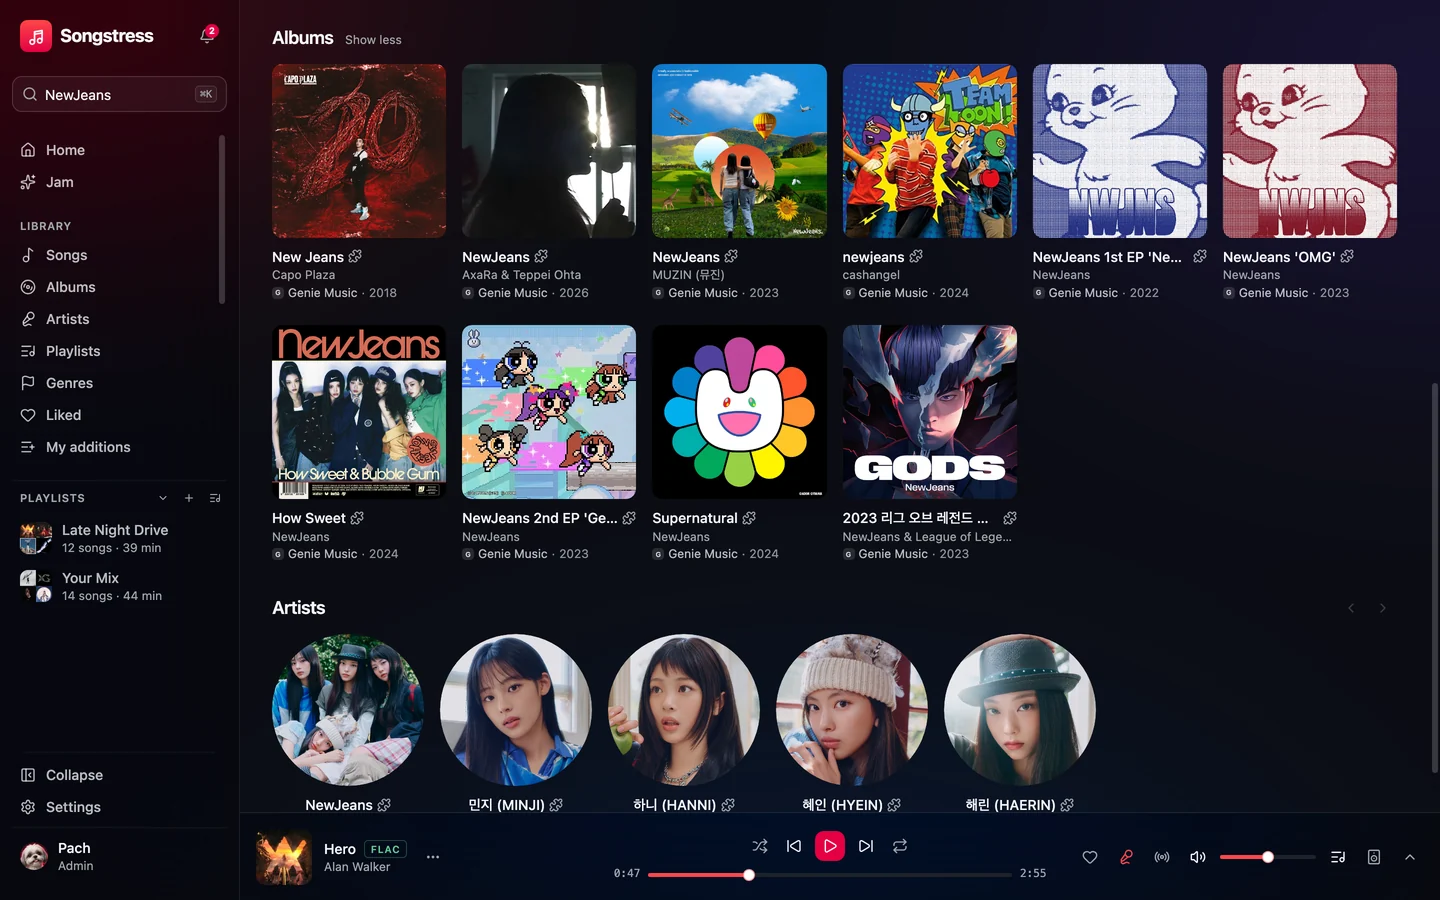 Songstress
2
NewJeans
⌘K
Home
Jam
LIBRARY
Songs
Albums
Artists
Playlists
Genres
Liked
My additions
PLAYLISTS
Late Night Drive
12 songs · 39 min
Your Mix
14 songs · 44 min
Collapse
Settings
Pach
Admin
Albums
Show less
CAPO PLAZA
20
TEAM
NOON!
NWJNS
NWJNS
New Jeans
Capo Plaza
G Genie Music · 2018
NewJeans
AxaRa & Teppei Ohta
G Genie Music · 2026
NewJeans
MUZIN (뮤진)
G Genie Music · 2023
newjeans
cashangel
G Genie Music · 2024
NewJeans 1st EP 'Ne...
NewJeans
G Genie Music · 2022
NewJeans 'OMG'
NewJeans
G Genie Music · 2023
NewJeans
How Sweet & Bubble Gum
GODS
NewJeans
How Sweet
NewJeans
G Genie Music · 2024
NewJeans 2nd EP 'Ge...
NewJeans
G Genie Music · 2023
Supernatural
NewJeans
G Genie Music · 2024
2023 리그 오브 레전드 ...
NewJeans & League of Lege...
G Genie Music · 2023
Artists
NewJeans
민지 (MINJI)
하니 (HANNI)
혜인 (HYEIN)
해린 (HAERIN)
Hero
FLAC
Alan Walker
0:47
2:55